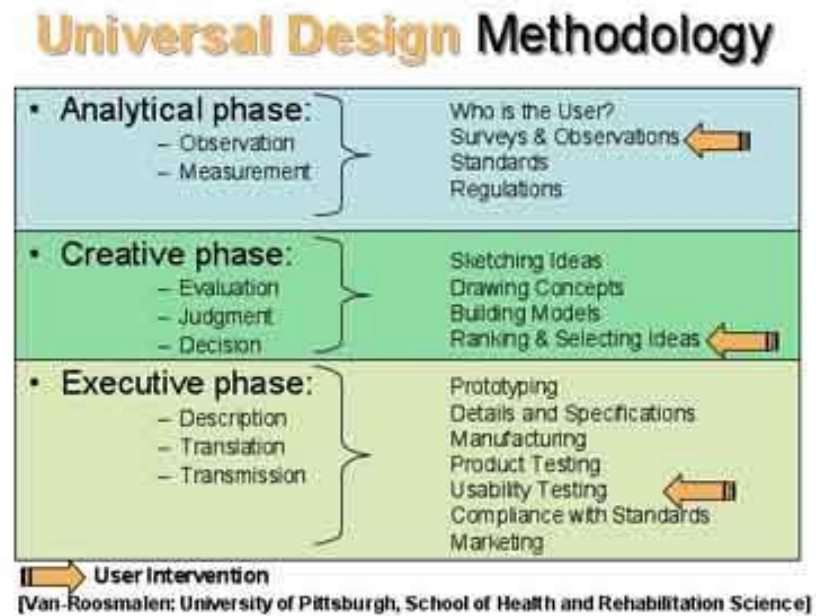 Universal Design Methodology
• Analytical phase:
– Observation
– Measurement
Who is the User?
Surveys & Observations
Standards
Regulations
• Creative phase:
– Evaluation
– Judgment
– Decision
Sketching Ideas
Drawing Concepts
Building Models
Ranking & Selecting Ideas
• Executive phase:
– Description
– Translation
– Transmission
Prototyping
Details and Specifications
Manufacturing
Product Testing
Usability Testing
Compliance with Standards
Marketing
User Intervention
[Van-Roosmalen: University of Pittsburgh, School of Health and Rehabilitation Science]